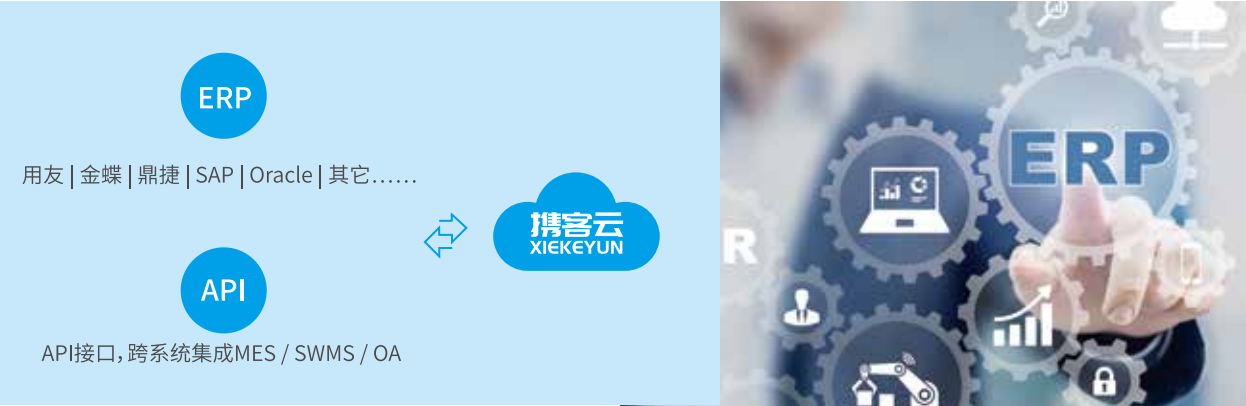 ERP
用友 | 金蝶 | 鼎捷 | SAP | Oracle | 其它……
API
API接口，跨系统集成MES / SWMS / OA
携客云
XIEKEYUN
ERP
R